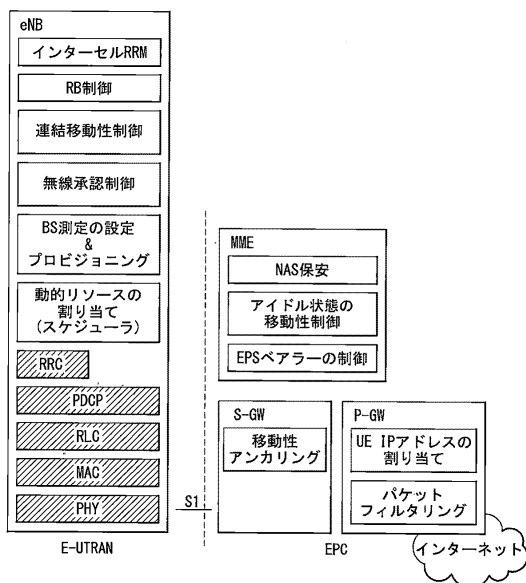 eNB
インターセルRRM
RB制御
連結移動性制御
無線承認制御
BS測定の設定
&
プロビジョニング
動的リソースの
割り当て
(スケジューラ)
RRC
PDCP
RLC
MAC
PHY
E-UTRAN
S1
MME
NAS保安
アイドル状態の
移動性制御
EPSベアラーの制御
S-GW
移動性
アンカリング
P-GW
UE IPアドレスの
割り当て
パケット
フィルタリング
EPC
インターネット